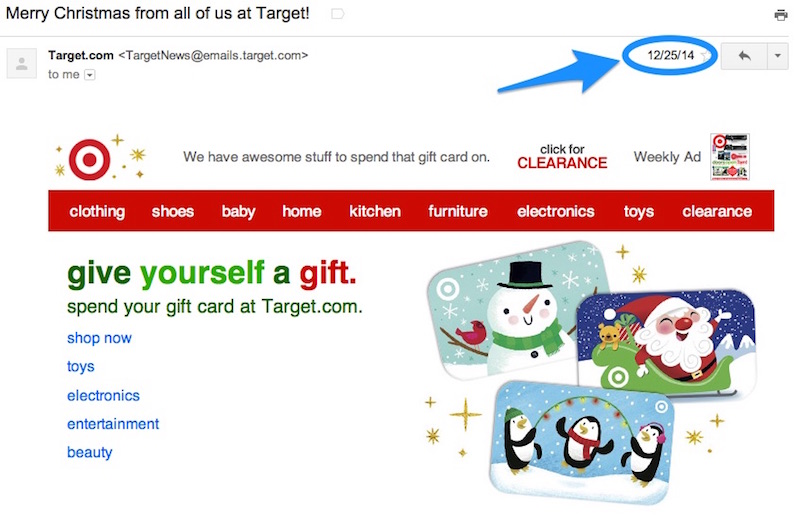 Merry Christmas from all of us at Target!
Target.com <TargetNews@emails.target.com>
12/25/14
to me
We have awesome stuff to spend that gift card on.
click for
CLEARANCE
Weekly Ad
clothing shoes baby home kitchen furniture electronics toys clearance
give yourself a gift.
spend your gift card at Target.com.
shop now
toys
electronics
entertainment
beauty